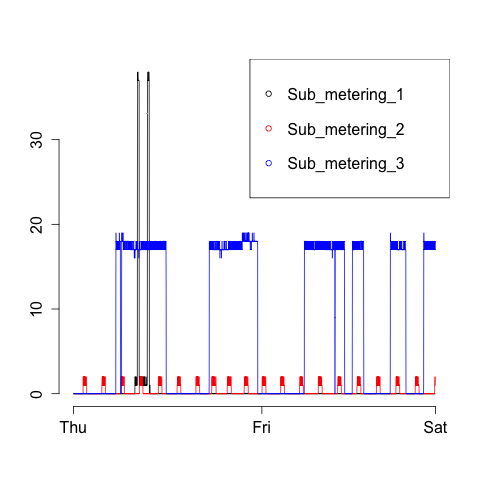 Sub_metering_1
Sub_metering_2
Sub_metering_3
30
20
10
0
Thu Fri Sat